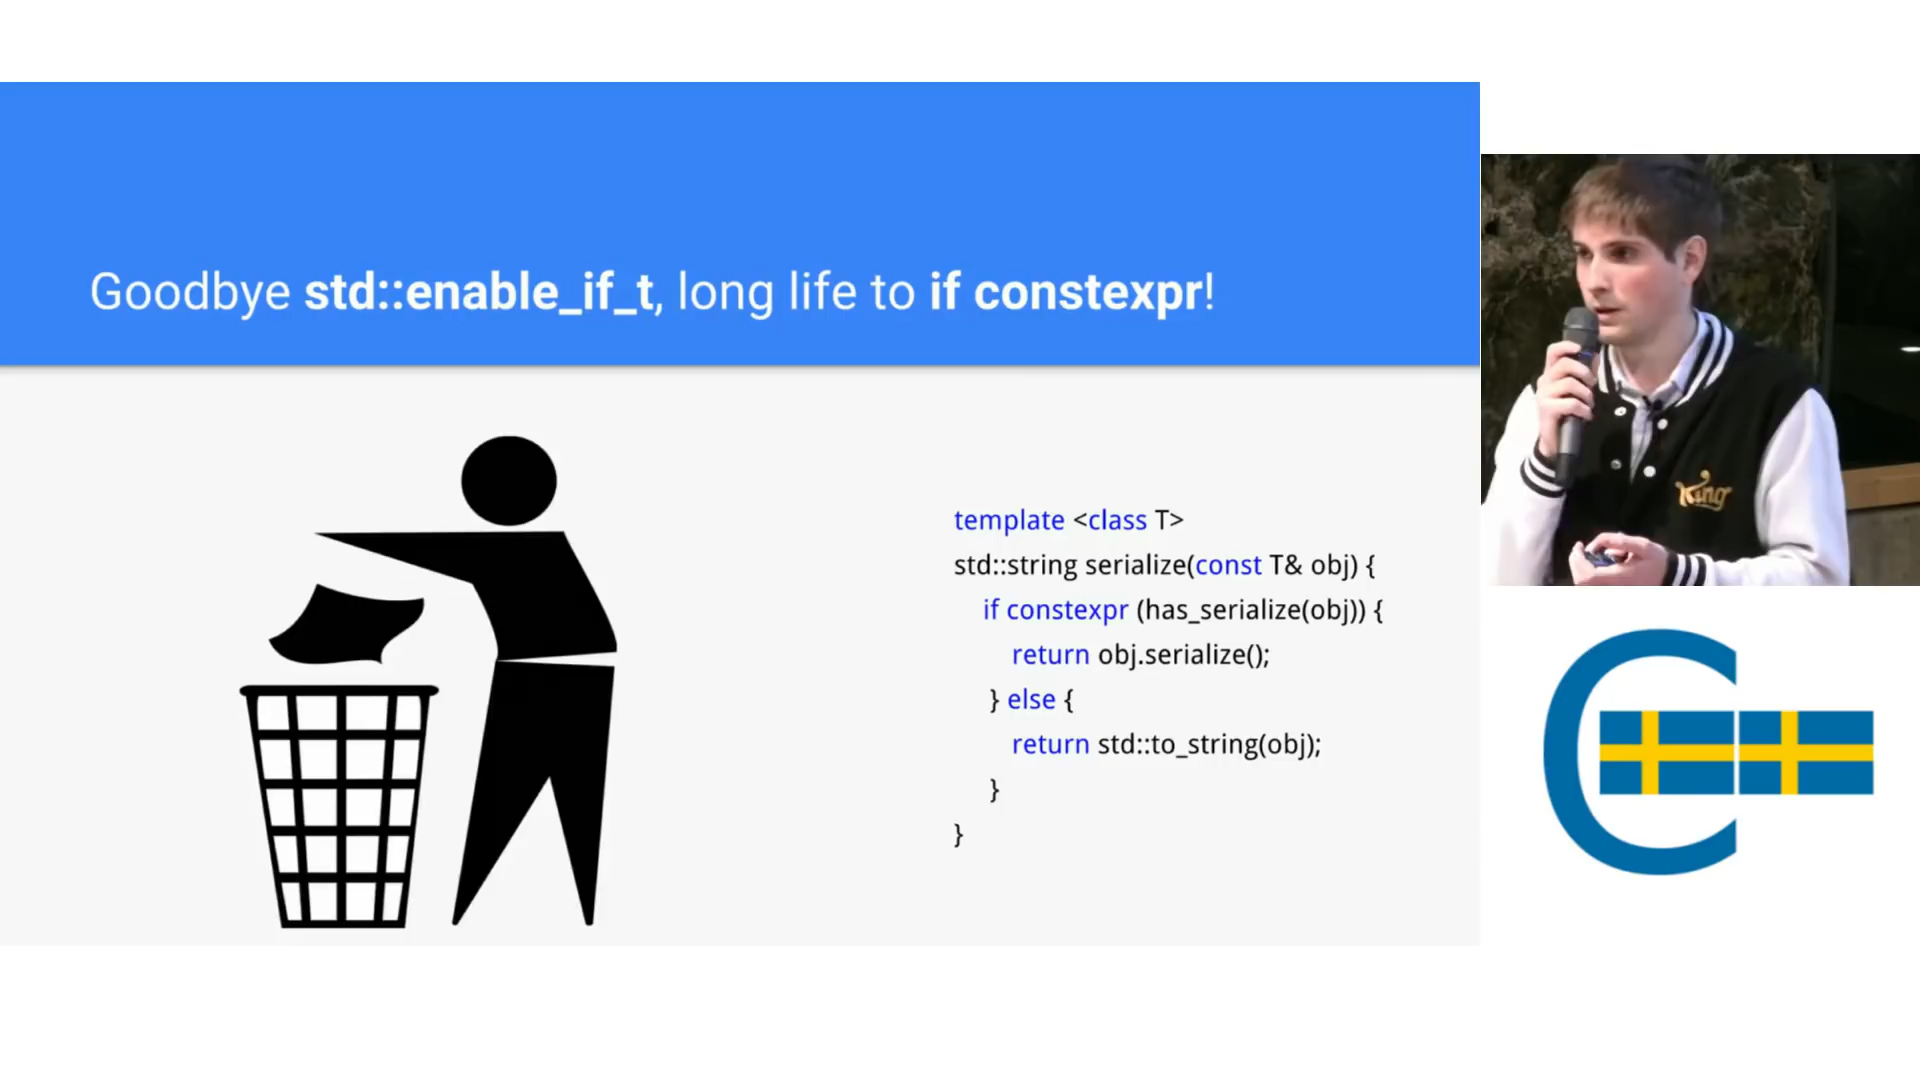 Goodbye std::enable_if_t, long life to if constexpr!
template <class T>
std::string serialize(const T& obj) {
if constexpr (has_serialize(obj)) {
return obj.serialize();
} else {
return std::to_string(obj);
}
}
King
C